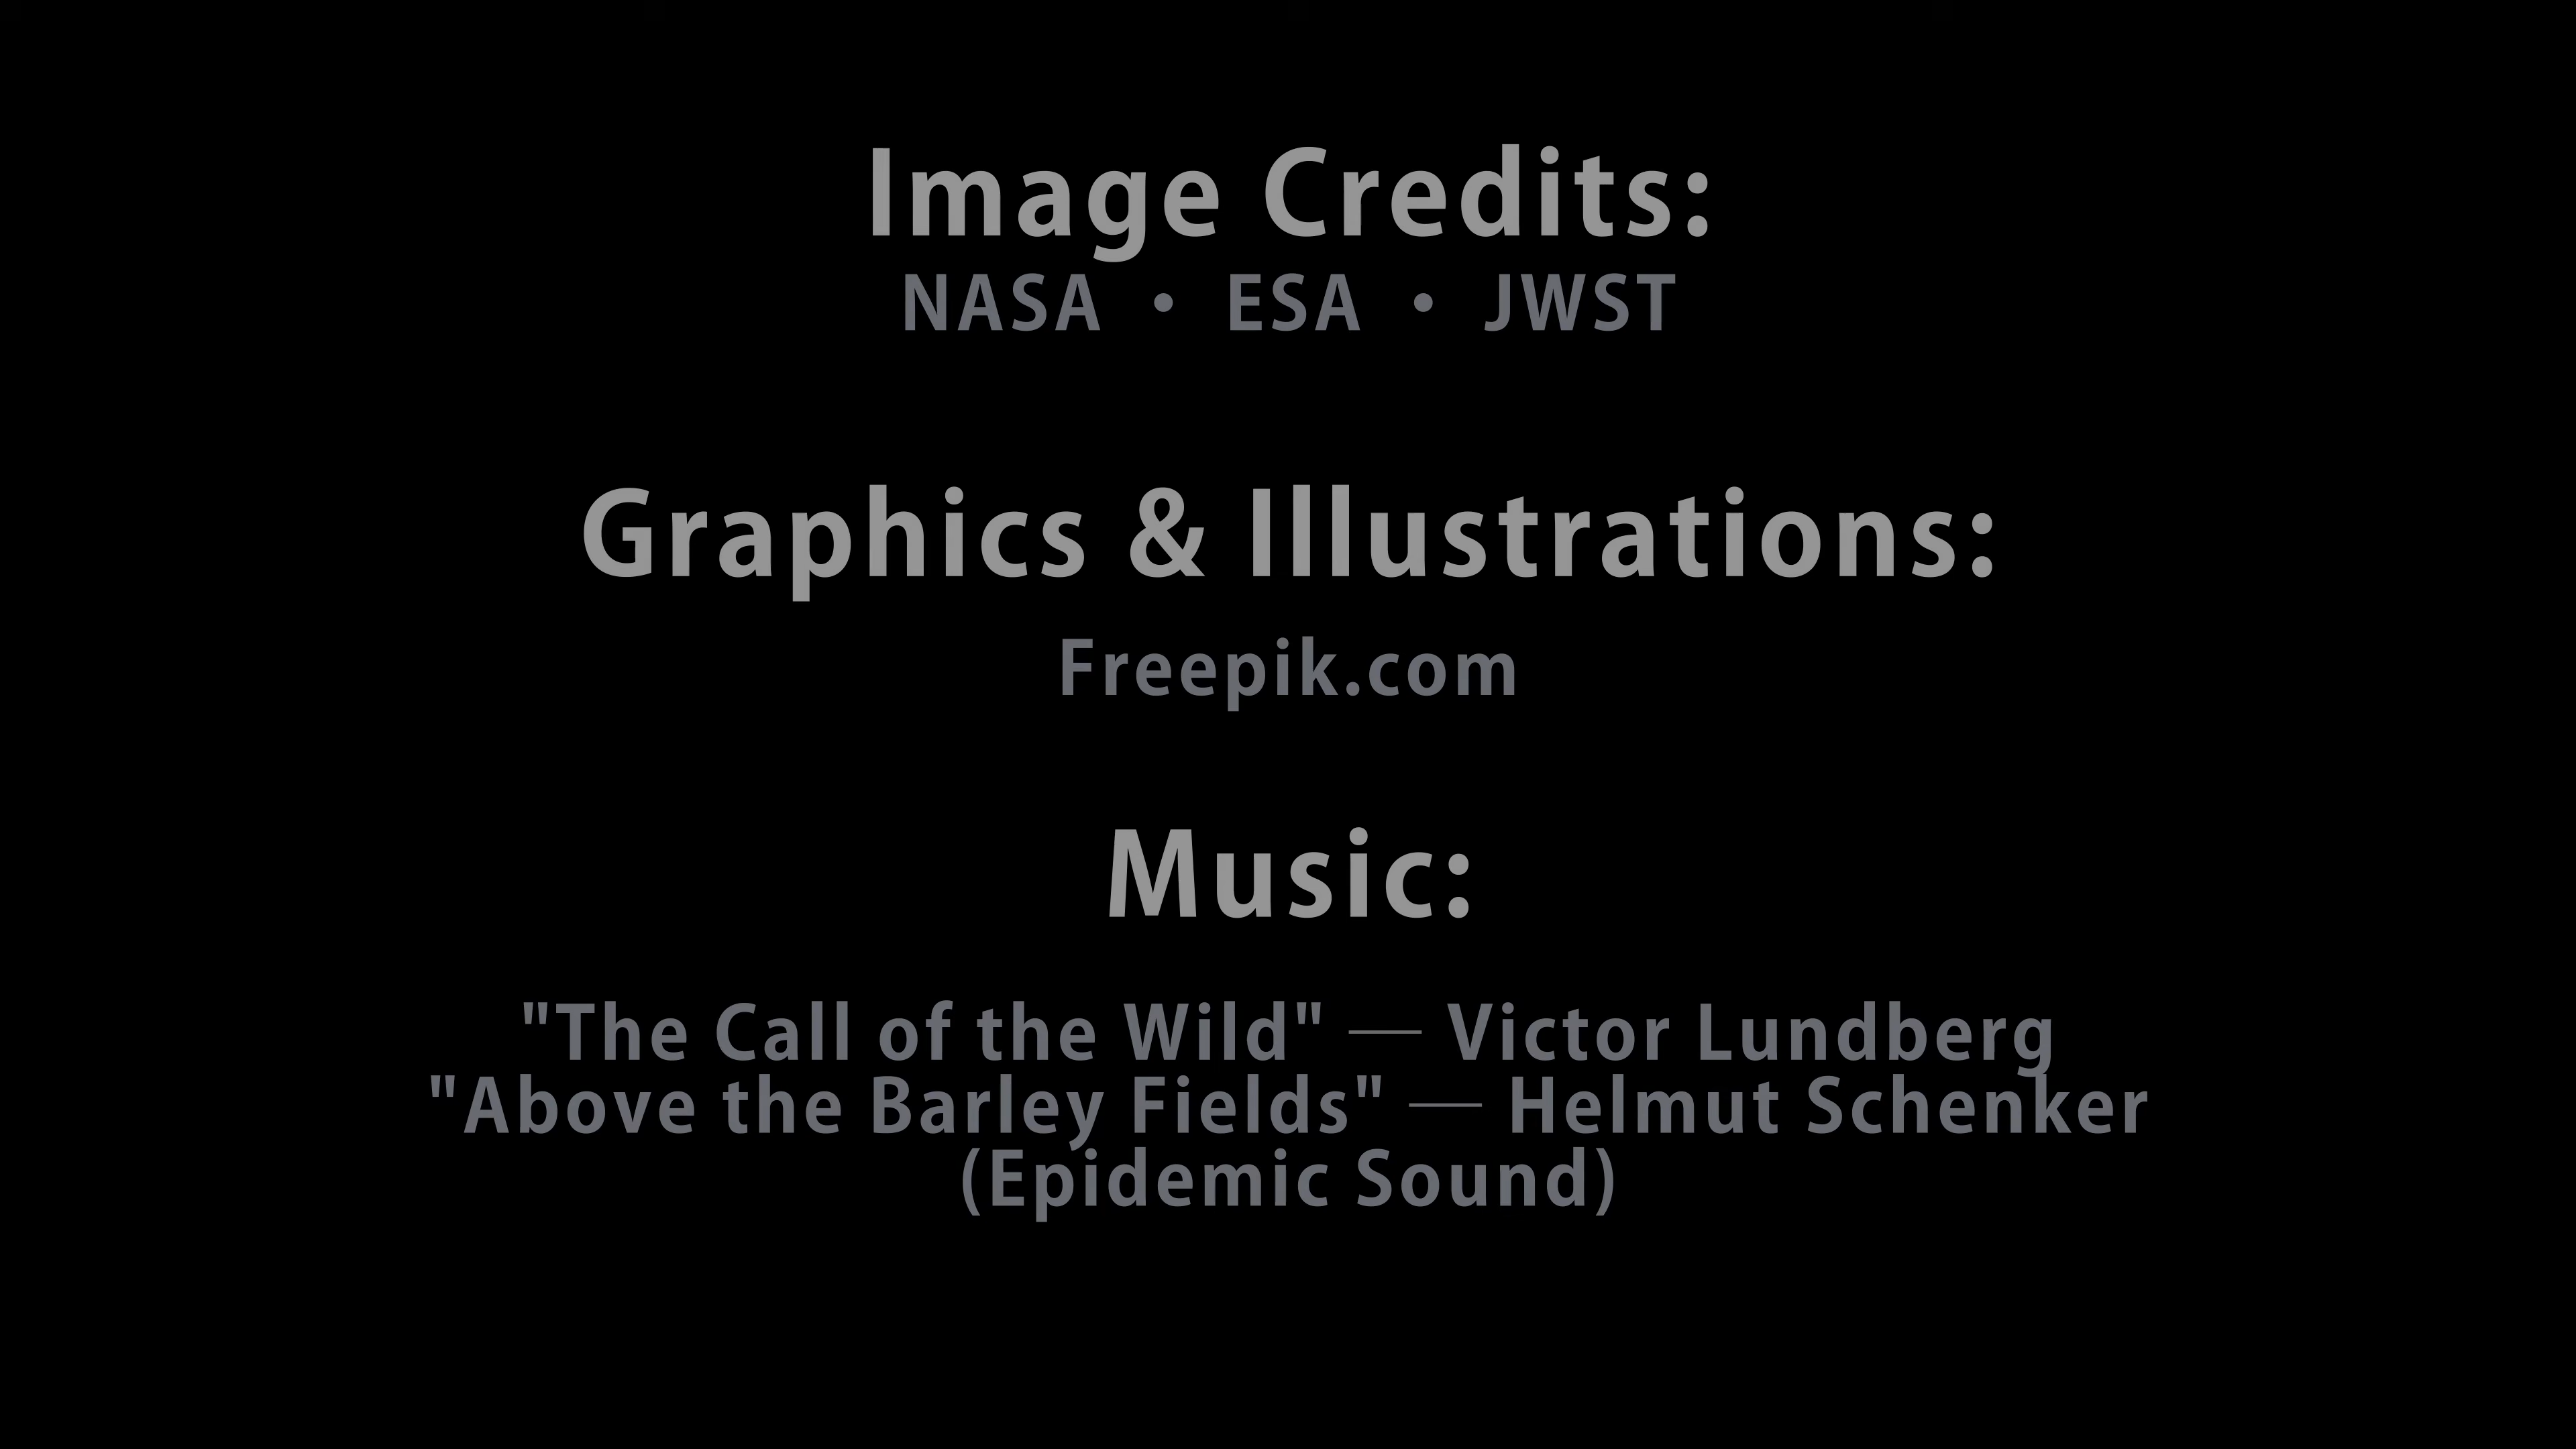 Image Credits:
NASA • ESA • JWST
Graphics & Illustrations:
Freepik.com
Music:
"The Call of the Wild" — Victor Lundberg
"Above the Barley Fields" — Helmut Schenker
(Epidemic Sound)